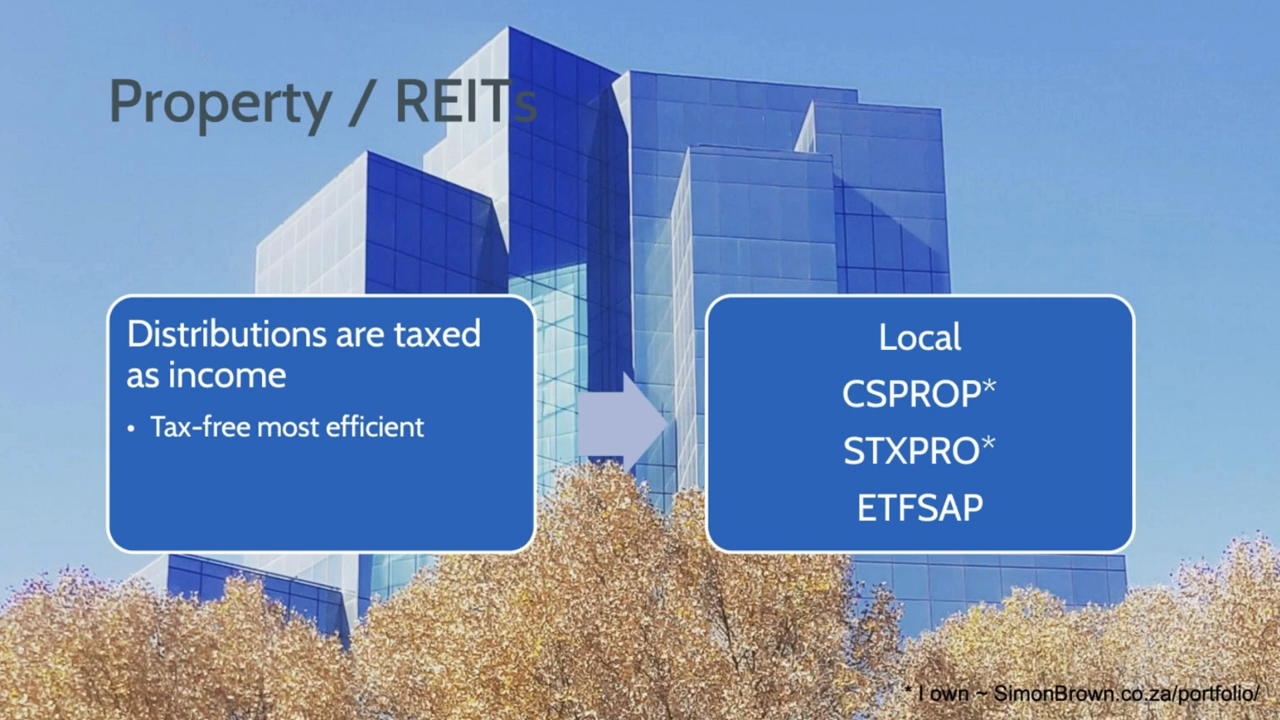 Property / REITs
Distributions are taxed
as income
• Tax-free most efficient
Local
CSPROP*
STXPRO*
ETFSAP
* I own ~ SimonBrown.co.za/portfolio/